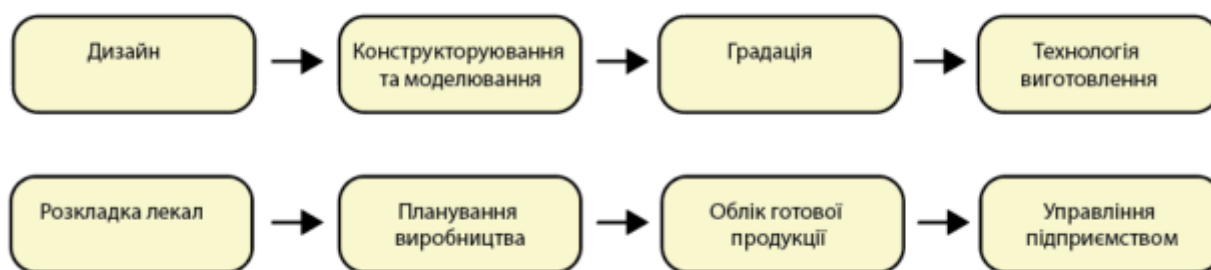 Дизайн
Конструкторуювання
та моделювання
Градація
Технологія
виготовлення
Розкладка лекал
Планування
виробництва
Облік готової
продукції
Управління
підприємством